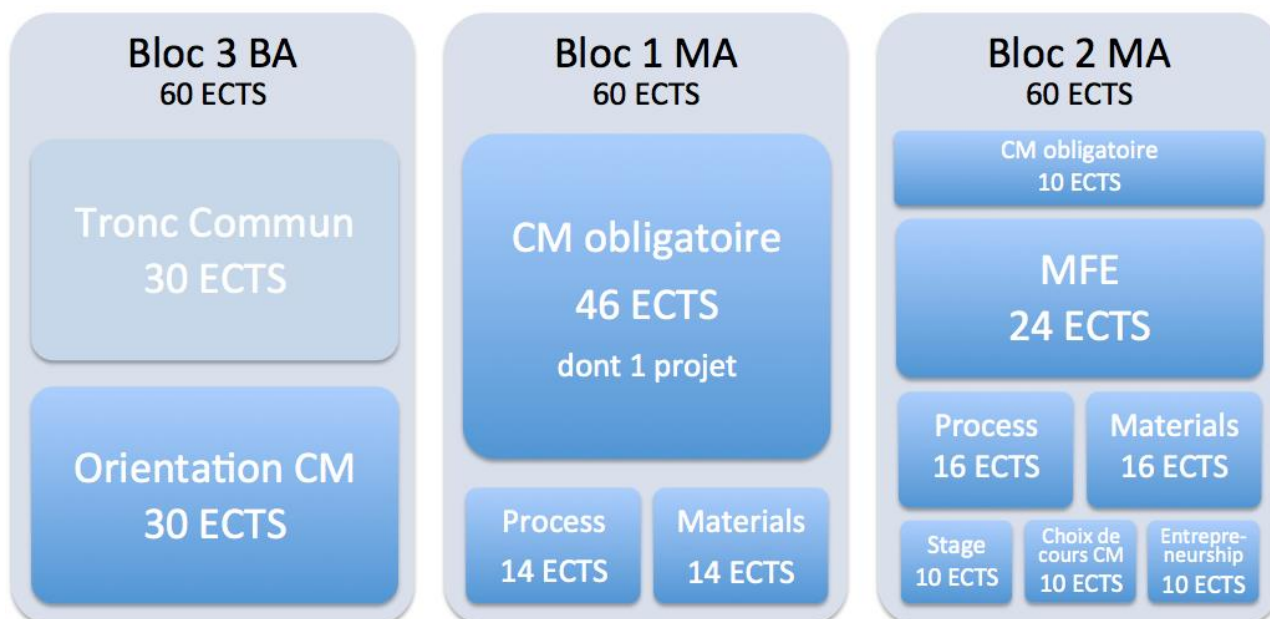 Bloc 3 BA
60 ECTS
Tronc Commun
30 ECTS
Orientation CM
30 ECTS
Bloc 1 MA
60 ECTS
CM obligatoire
46 ECTS
dont 1 projet
Process
14 ECTS
Materials
14 ECTS
Bloc 2 MA
60 ECTS
CM obligatoire
10 ECTS
MFE
24 ECTS
Process
16 ECTS
Materials
16 ECTS
Stage
10 ECTS
Choix de
cours CM
10 ECTS
Entrepre-
neurship
10 ECTS